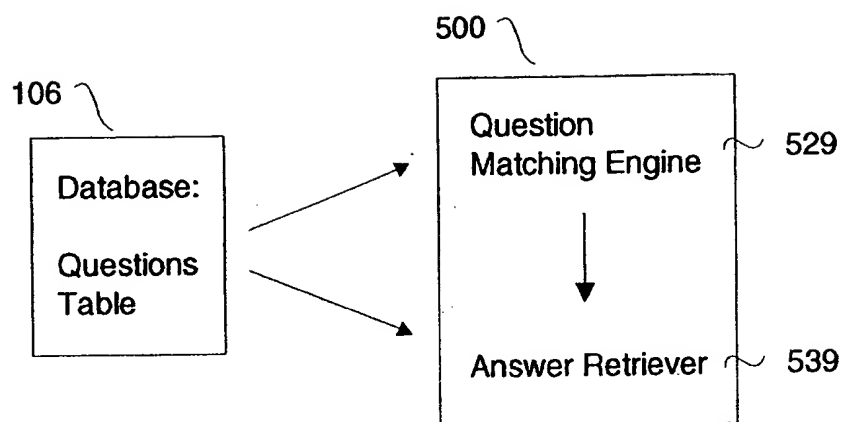 500
106
Question
Matching Engine
529
Database:
Questions
Table
Answer Retriever
539